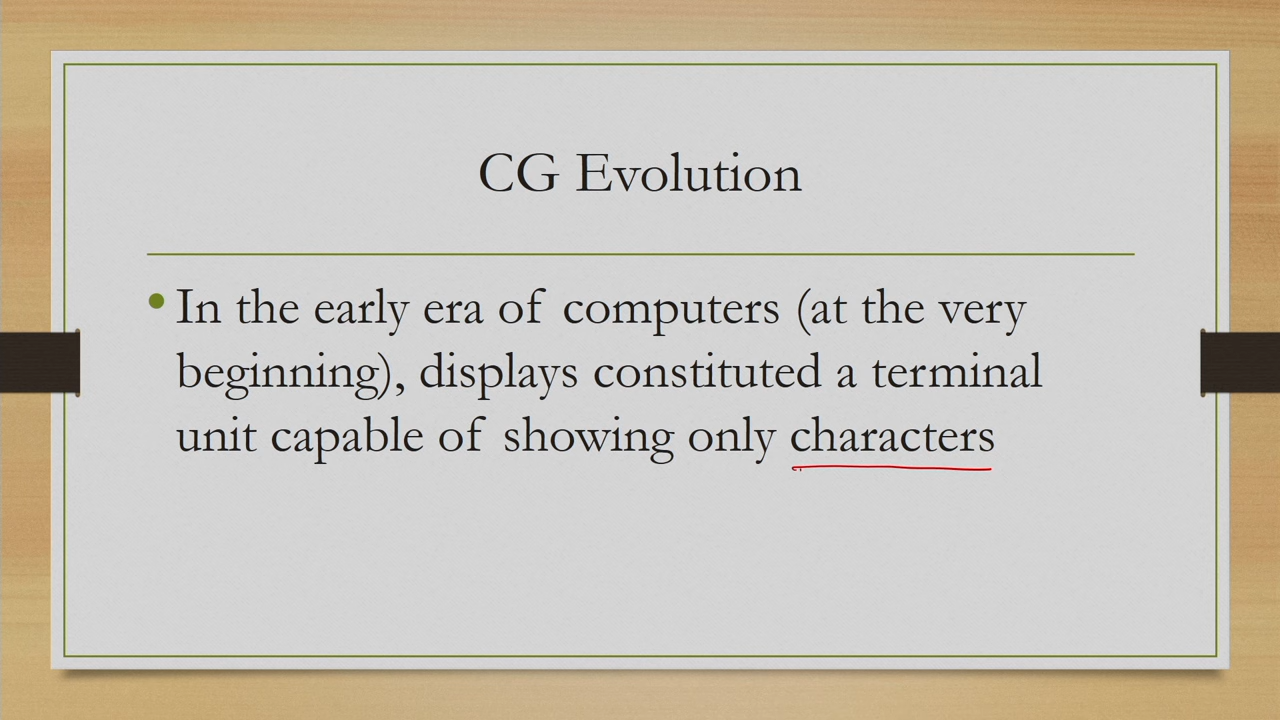 CG Evolution
• In the early era of computers (at the very
beginning), displays constituted a terminal
unit capable of showing only characters